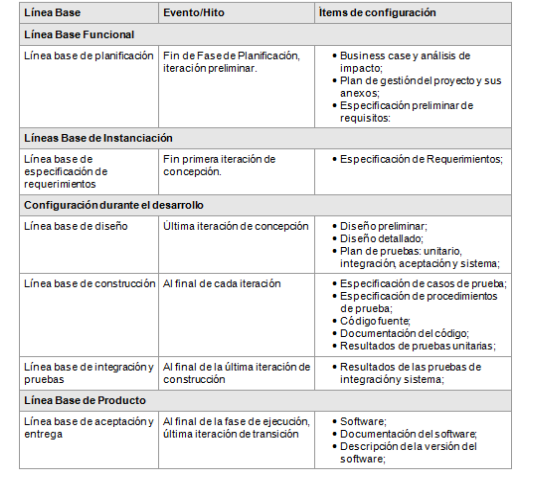 Línea Base Evento/Hito Ítems de configuración
Línea Base Funcional
Línea base de planificación Fin de Fase de Planificación, • Business case y análisis de
iteración preliminar. impacto;
• Plan de gestión del proyecto y sus
anexos;
• Especificación preliminar de
requisitos:
Líneas Base de Instanciación
Línea base de Fin primera iteración de • Especificación de Requerimientos;
especificación de concepción.
requerimientos
Configuración durante el desarrollo
Línea base de diseño Última iteración de concepción • Diseño preliminar;
• Diseño detallado;
• Plan de pruebas: unitario,
integración, aceptación y sistema;
Línea base de construcción Al final de cada iteración • Especificación de casos de prueba;
• Especificación de procedimientos
de prueba;
• Código fuente;
• Documentación del código;
• Resultados de pruebas unitarias;
Línea base de integración y Al final de la última iteración de • Resultados de las pruebas de
pruebas construcción integración y sistema;
Línea Base de Producto
Línea base de aceptación y Al final de la fase de ejecución, • Software;
entrega última iteración de transición • Documentación del software;
• Descripción de la versión del
software;